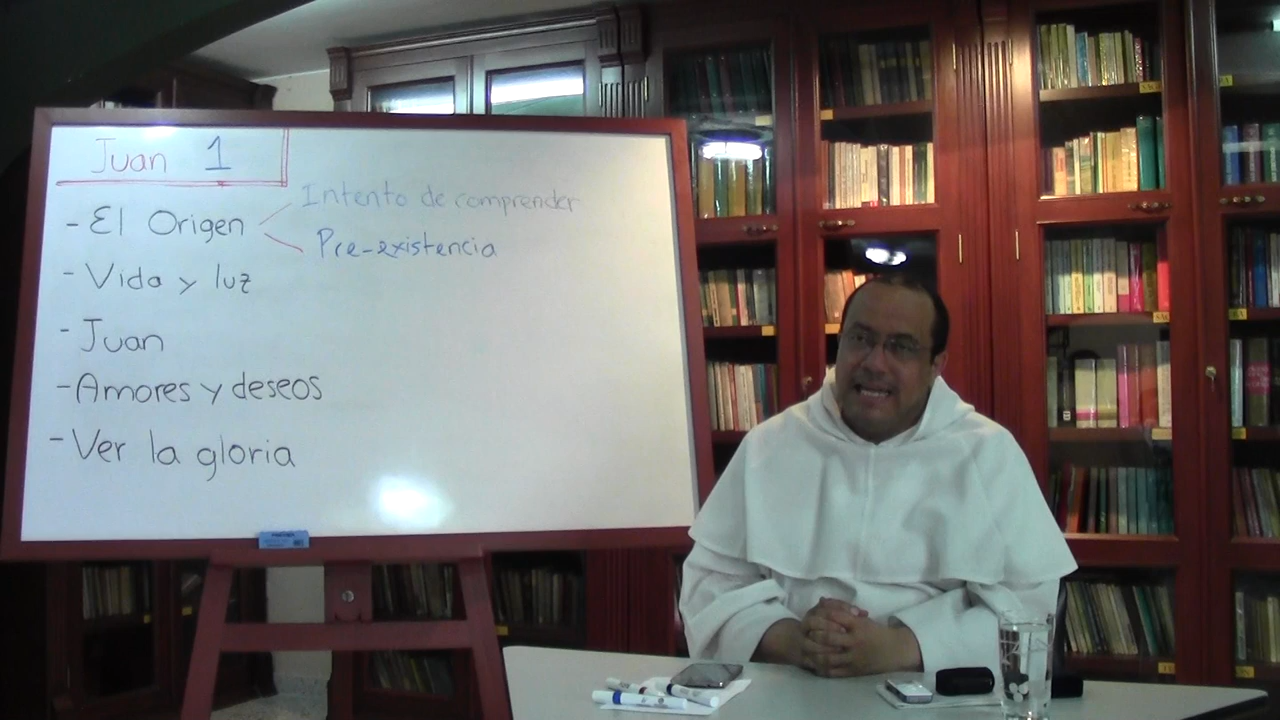 Juan 1
- El Origen
Intento de comprender
Pre-existencia
- Vida y luz
- Juan
- Amores y deseos
- Ver la gloria